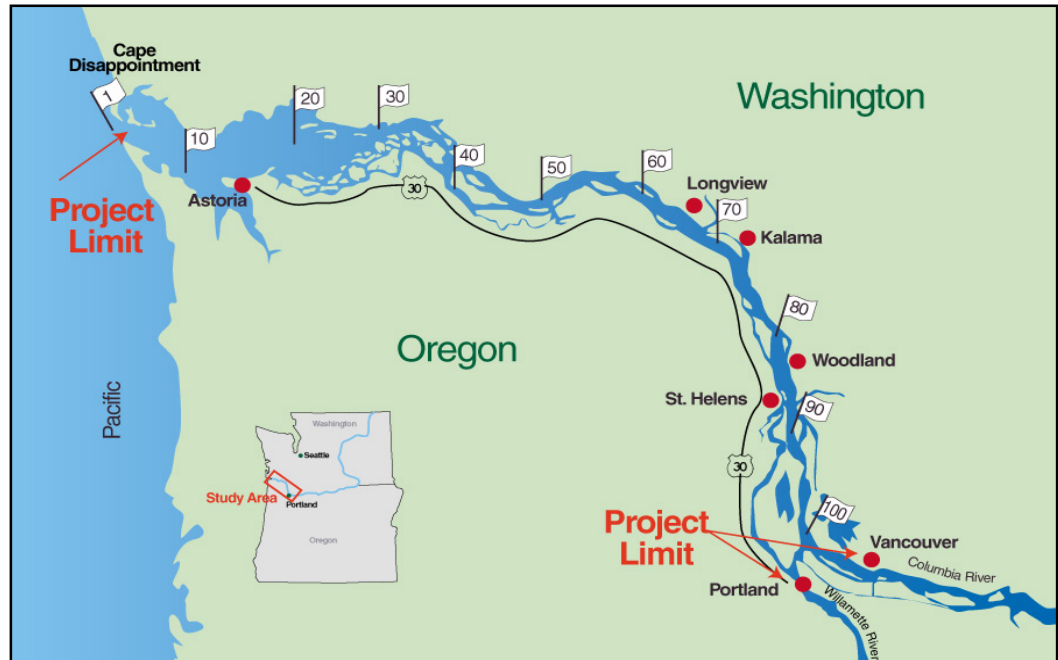 Cape
Disappointment
1
10
20
30
40
50
60
70
80
90
100
Washington
Longview
Kalama
Astoria
30
Project
Limit
Oregon
Woodland
St. Helens
Pacific
Washington
Seattle
Study Area
Portland
Oregon
30
Project
Limit
Vancouver
Columbia River
Portland
Willamette River